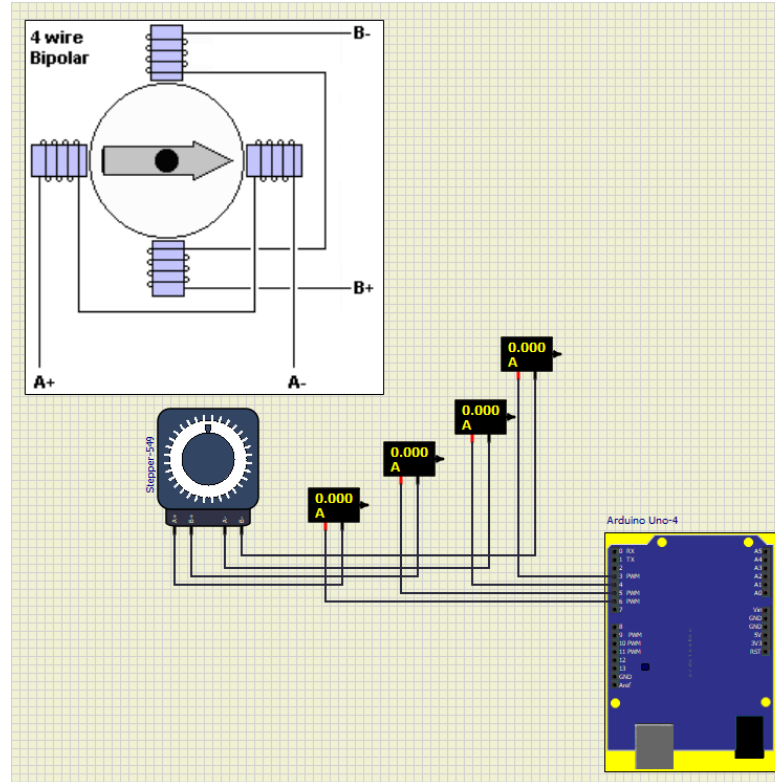 4 wire
Bipolar
B-
B+
A+
A-
0.000
A
0.000
A
0.000
A
0.000
A
Stepper-549
A+
B+
A-
B-
Arduino Uno-4
0 RX
1 TX
2
3 PWM
4
5 PWM
6 PWM
7
8
9 PWM
10 PWM
11 PWM
12
13
GND
Aref
A5
A4
A3
A2
A1
A0
Vin
GND
GND
5V
3V3
RST